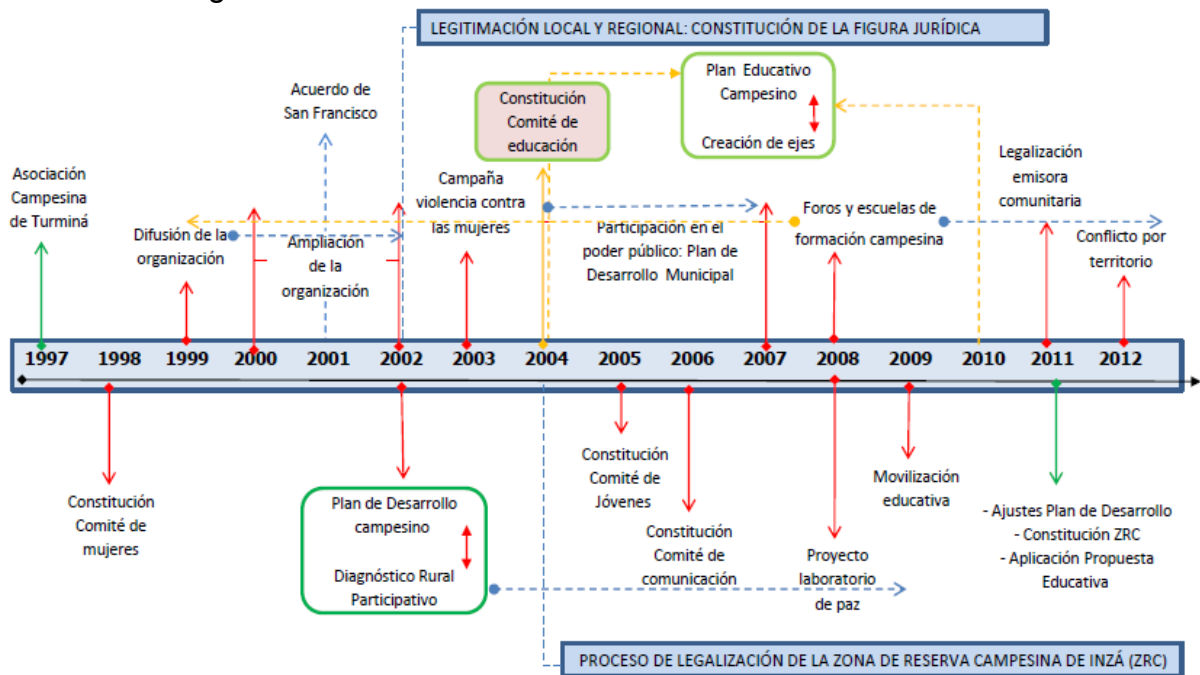 LEGITIMACIÓN LOCAL Y REGIONAL: CONSTITUCIÓN DE LA FIGURA JURÍDICA
Acuerdo de
San Francisco
Constitución
Comité de
educación
Plan Educativo
Campesino
Creación de ejes
Asociación
Campesina
de Turminá
Difusión de la
organización
Ampliación
de la
organización
Campaña
violencia contra
las mujeres
Participación en el
poder público: Plan de
Desarrollo Municipal
Foros y escuelas de
formación campesina
Legalización
emisora
comunitaria
Conflicto por
territorio
1997 1998 1999 2000 2001 2002 2003 2004 2005 2006 2007 2008 2009 2010 2011 2012
Constitución
Comité de
mujeres
Plan de Desarrollo
campesino
Diagnóstico Rural
Participativo
Constitución
Comité de
Jóvenes
Constitución
Comité de
comunicación
Proyecto
laboratorio
de paz
Movilización
educativa
- Ajustes Plan de Desarrollo
- Constitución ZRC
- Aplicación Propuesta
Educativa
PROCESO DE LEGALIZACIÓN DE LA ZONA DE RESERVA CAMPESINA DE INZÁ (ZRC)